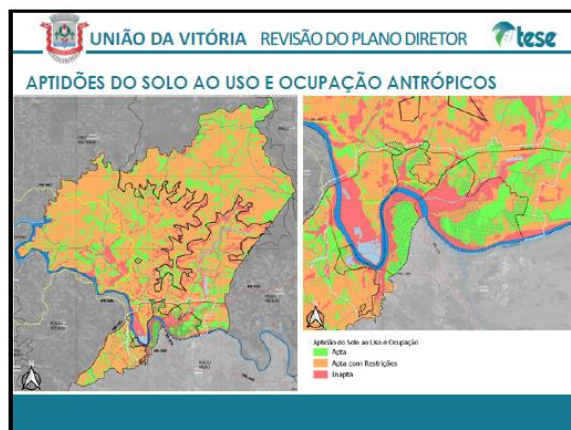 UNIÃO DA VITÓRIA REVISÃO DO PLANO DIRETOR tese
APTIDÕES DO SOLO AO USO E OCUPAÇÃO ANTRÓPICOS
Aptidão do Solo ao Uso e Ocupação
Apta
Apta com Restrições
Inapta